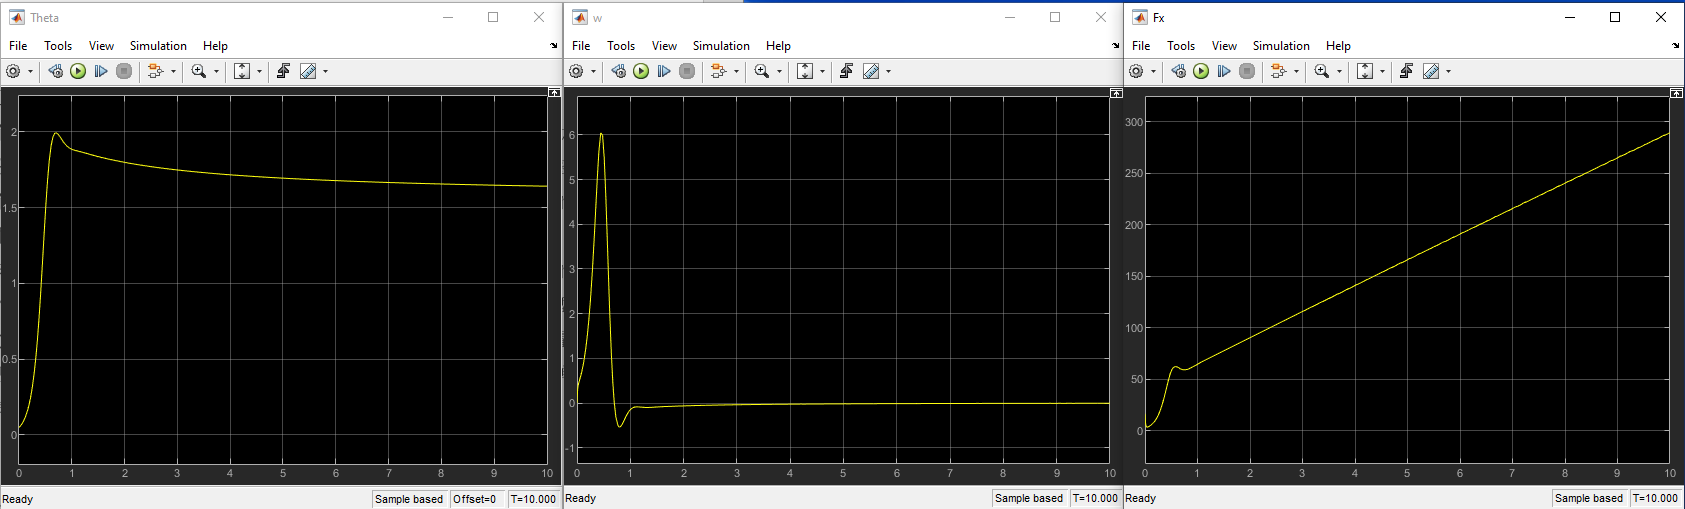 Theta
File Tools View Simulation Help
2
1.5
1
0.5
0
0 1 2 3 4 5 6 7 8 9 10
Ready Sample based Offset=0 T=10.000
w
File Tools View Simulation Help
6
5
4
3
2
1
0
-1
0 1 2 3 4 5 6 7 8 9 10
Ready Sample based T=10.000
Fx
File Tools View Simulation Help
300
250
200
150
100
50
0
0 1 2 3 4 5 6 7 8 9 10
Ready Sample based T=10.000